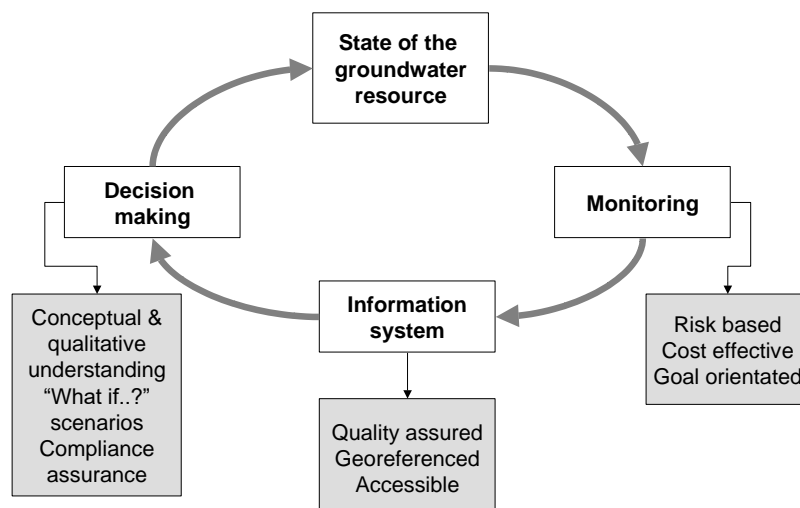 State of the
groundwater
resource
Decision
making
Monitoring
Information
system
Conceptual &
qualitative
understanding
“What if..?”
scenarios
Compliance
assurance
Risk based
Cost effective
Goal orientated
Quality assured
Georeferenced
Accessible